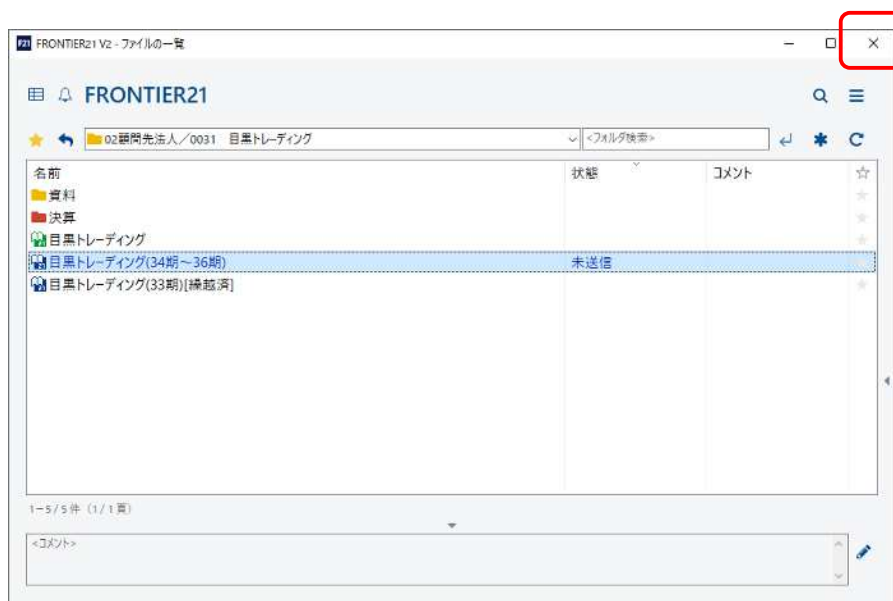 F21 FRONTIER21 V2 - ファイルの一覧
FRONTIER21
02顧問先法人／0031 目黒トレーディング <フォルダ検索>
名前 状態 コメント
資料
決算
目黒トレーディング
目黒トレーディング(34期～36期) 未送信
目黒トレーディング(33期)[繰越済]
1-5/5件 (1/1頁)
<コメント>